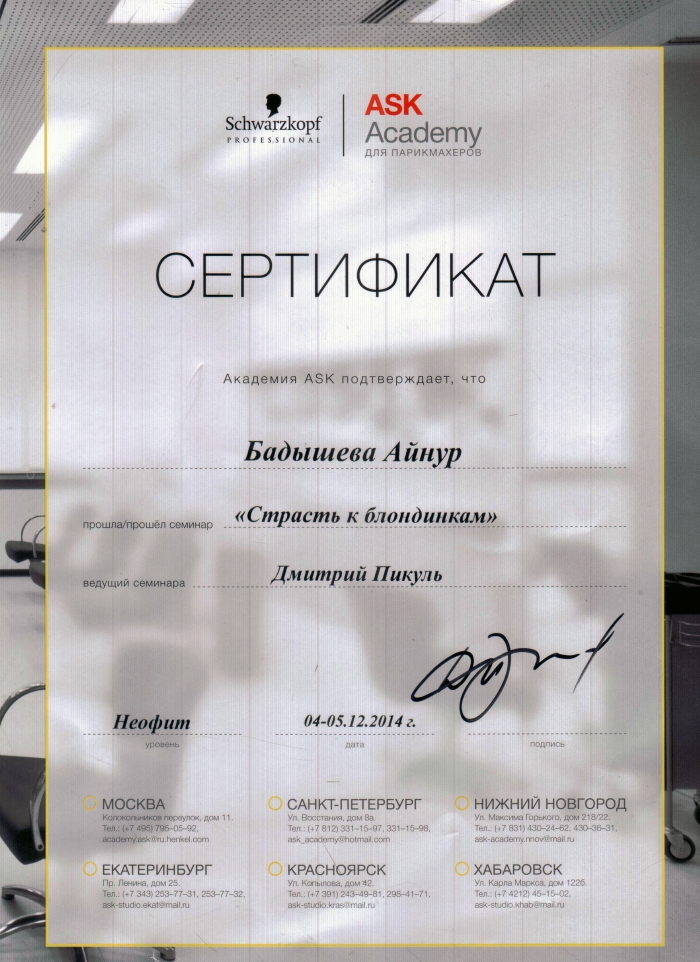 Schwarzkopf
PROFESSIONAL
ASK
Academy
ДЛЯ ПАРИКМАХЕРОВ
СЕРТИФИКАТ
Академия ASK подтверждает, что
Бадышева Айнур
прошла/прошёл семинар «Страсть к блондинкам»
ведущий семинара Дмитрий Пикуль
Неофит 04-05.12.2014 г.
уровень дата подпись
МОСКВА
Колокольников переулок, дом 11.
Тел.: (+7 495) 795–05–92,
academy.ask@ru.henkel.com
САНКТ-ПЕТЕРБУРГ
Ул. Восстания, дом 8а.
Тел.: (+7 812) 331–15–97, 331–15–98,
ask_academy@hotmail.com
НИЖНИЙ НОВГОРОД
Ул. Максима Горького, дом 218/22.
Тел.: (+7 831) 430–24–62, 430–36–31,
ask-academy.nnov@mail.ru
ЕКАТЕРИНБУРГ
Пр. Ленина, дом 25.
Тел.: (+7 343) 253–77–31, 253–77–32,
ask-studio.ekat@mail.ru
КРАСНОЯРСК
Ул. Копылова, дом 42.
Тел.: (+7 391) 243–49–81, 298–41–71,
ask-studio.kras@mail.ru
ХАБАРОВСК
Ул. Карла Маркса, дом 122б.
Тел.: (+7 4212) 45–15–02,
ask-studio.khab@mail.ru